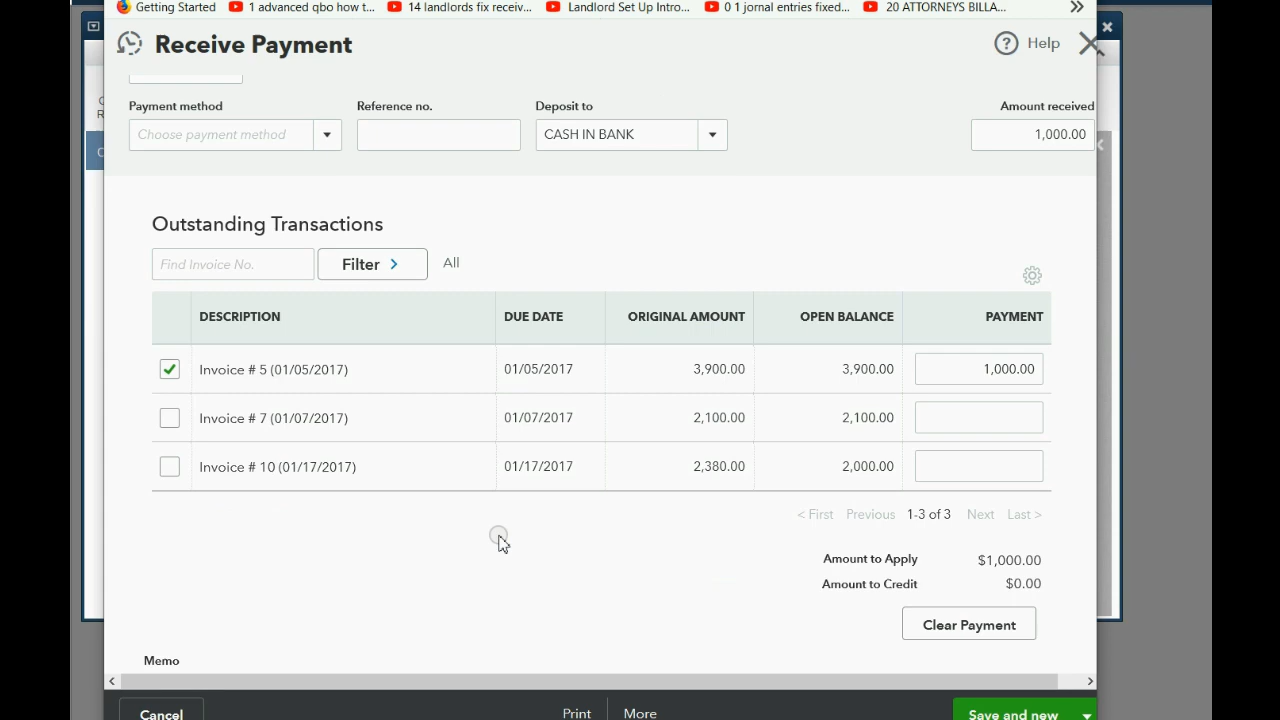 Getting Started 1 advanced qbo how t... 14 landlords fix receiv... Landlord Set Up Intro... 0 1 jornal entries fixed... 20 ATTORNEYS BILLA...
Receive Payment Help
Payment method Reference no. Deposit to Amount received
Choose payment method CASH IN BANK 1,000.00
Outstanding Transactions
Find Invoice No. Filter > All
DESCRIPTION DUE DATE ORIGINAL AMOUNT OPEN BALANCE PAYMENT
Invoice # 5 (01/05/2017) 01/05/2017 3,900.00 3,900.00 1,000.00
Invoice # 7 (01/07/2017) 01/07/2017 2,100.00 2,100.00
Invoice # 10 (01/17/2017) 01/17/2017 2,380.00 2,000.00
< First Previous 1-3 of 3 Next Last >
Amount to Apply $1,000.00
Amount to Credit $0.00
Clear Payment
Memo
Cancel Print More Save and new